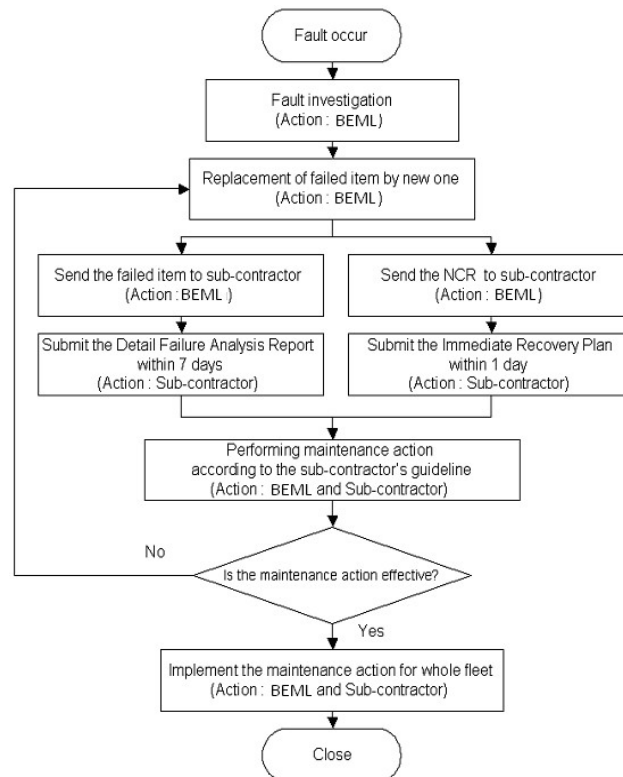 Fault occur
Fault investigation
(Action : BEML)
Replacement of failed item by new one
(Action : BEML)
Send the failed item to sub-contractor
(Action :BEML )
Send the NCR to sub-contractor
(Action : BEML)
Submit the Detail Failure Analysis Report
within 7 days
(Action : Sub-contractor)
Submit the Immediate Recovery Plan
within 1 day
(Action : Sub-contractor)
Performing maintenance action
according to the sub-contractor's guideline
(Action : BEML and Sub-contractor)
No
Is the maintenance action effective?
Yes
Implement the maintenance action for whole fleet
(Action : BEML and Sub-contractor)
Close